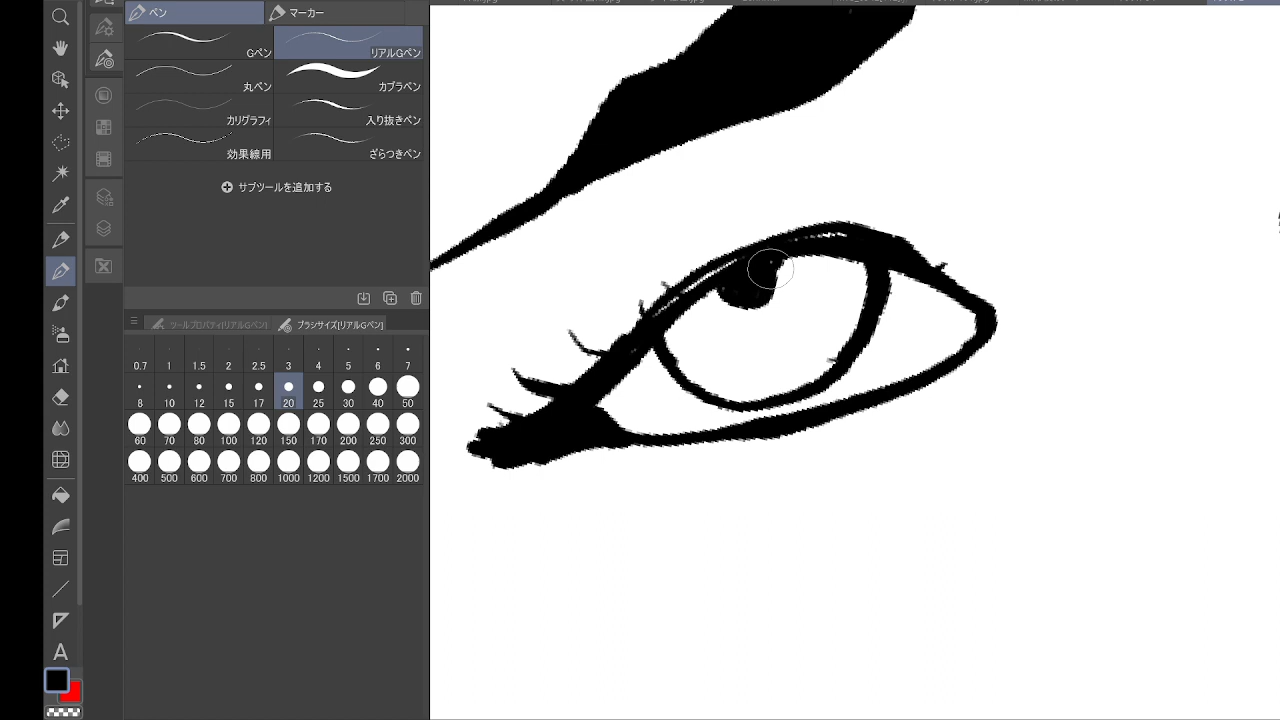 ペン マーカー
Gペン リアルGペン
丸ペン カブラペン
カリグラフィ 入り抜きペン
効果線用 ざらつきペン
サブツールを追加する
ツールプロパティ[リアルGペン] ブラシサイズ[リアルGペン]
0.7 1 1.5 2 2.5 3 4 5 6 7
8 10 12 15 17 20 25 30 40 50
60 70 80 100 120 150 170 200 250 300
400 500 600 700 800 1000 1200 1500 1700 2000
A